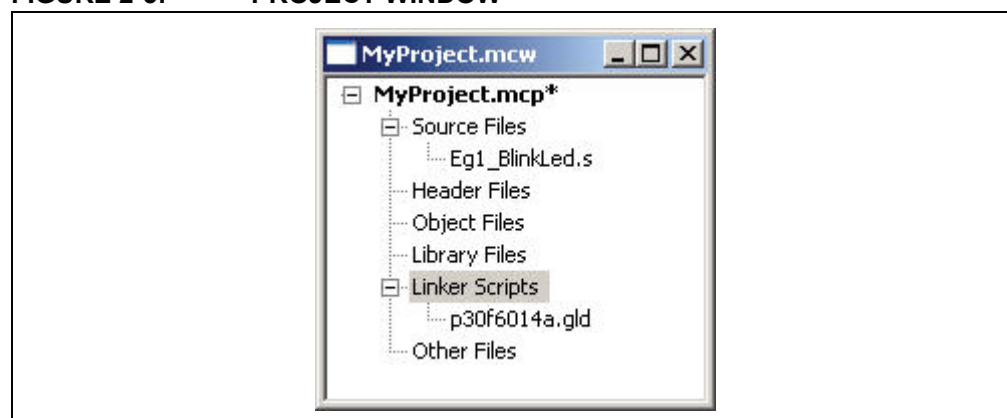 MyProject.mcw
MyProject.mcp*
Source Files
Eg1_BlinkLed.s
Header Files
Object Files
Library Files
Linker Scripts
p30f6014a.gld
Other Files